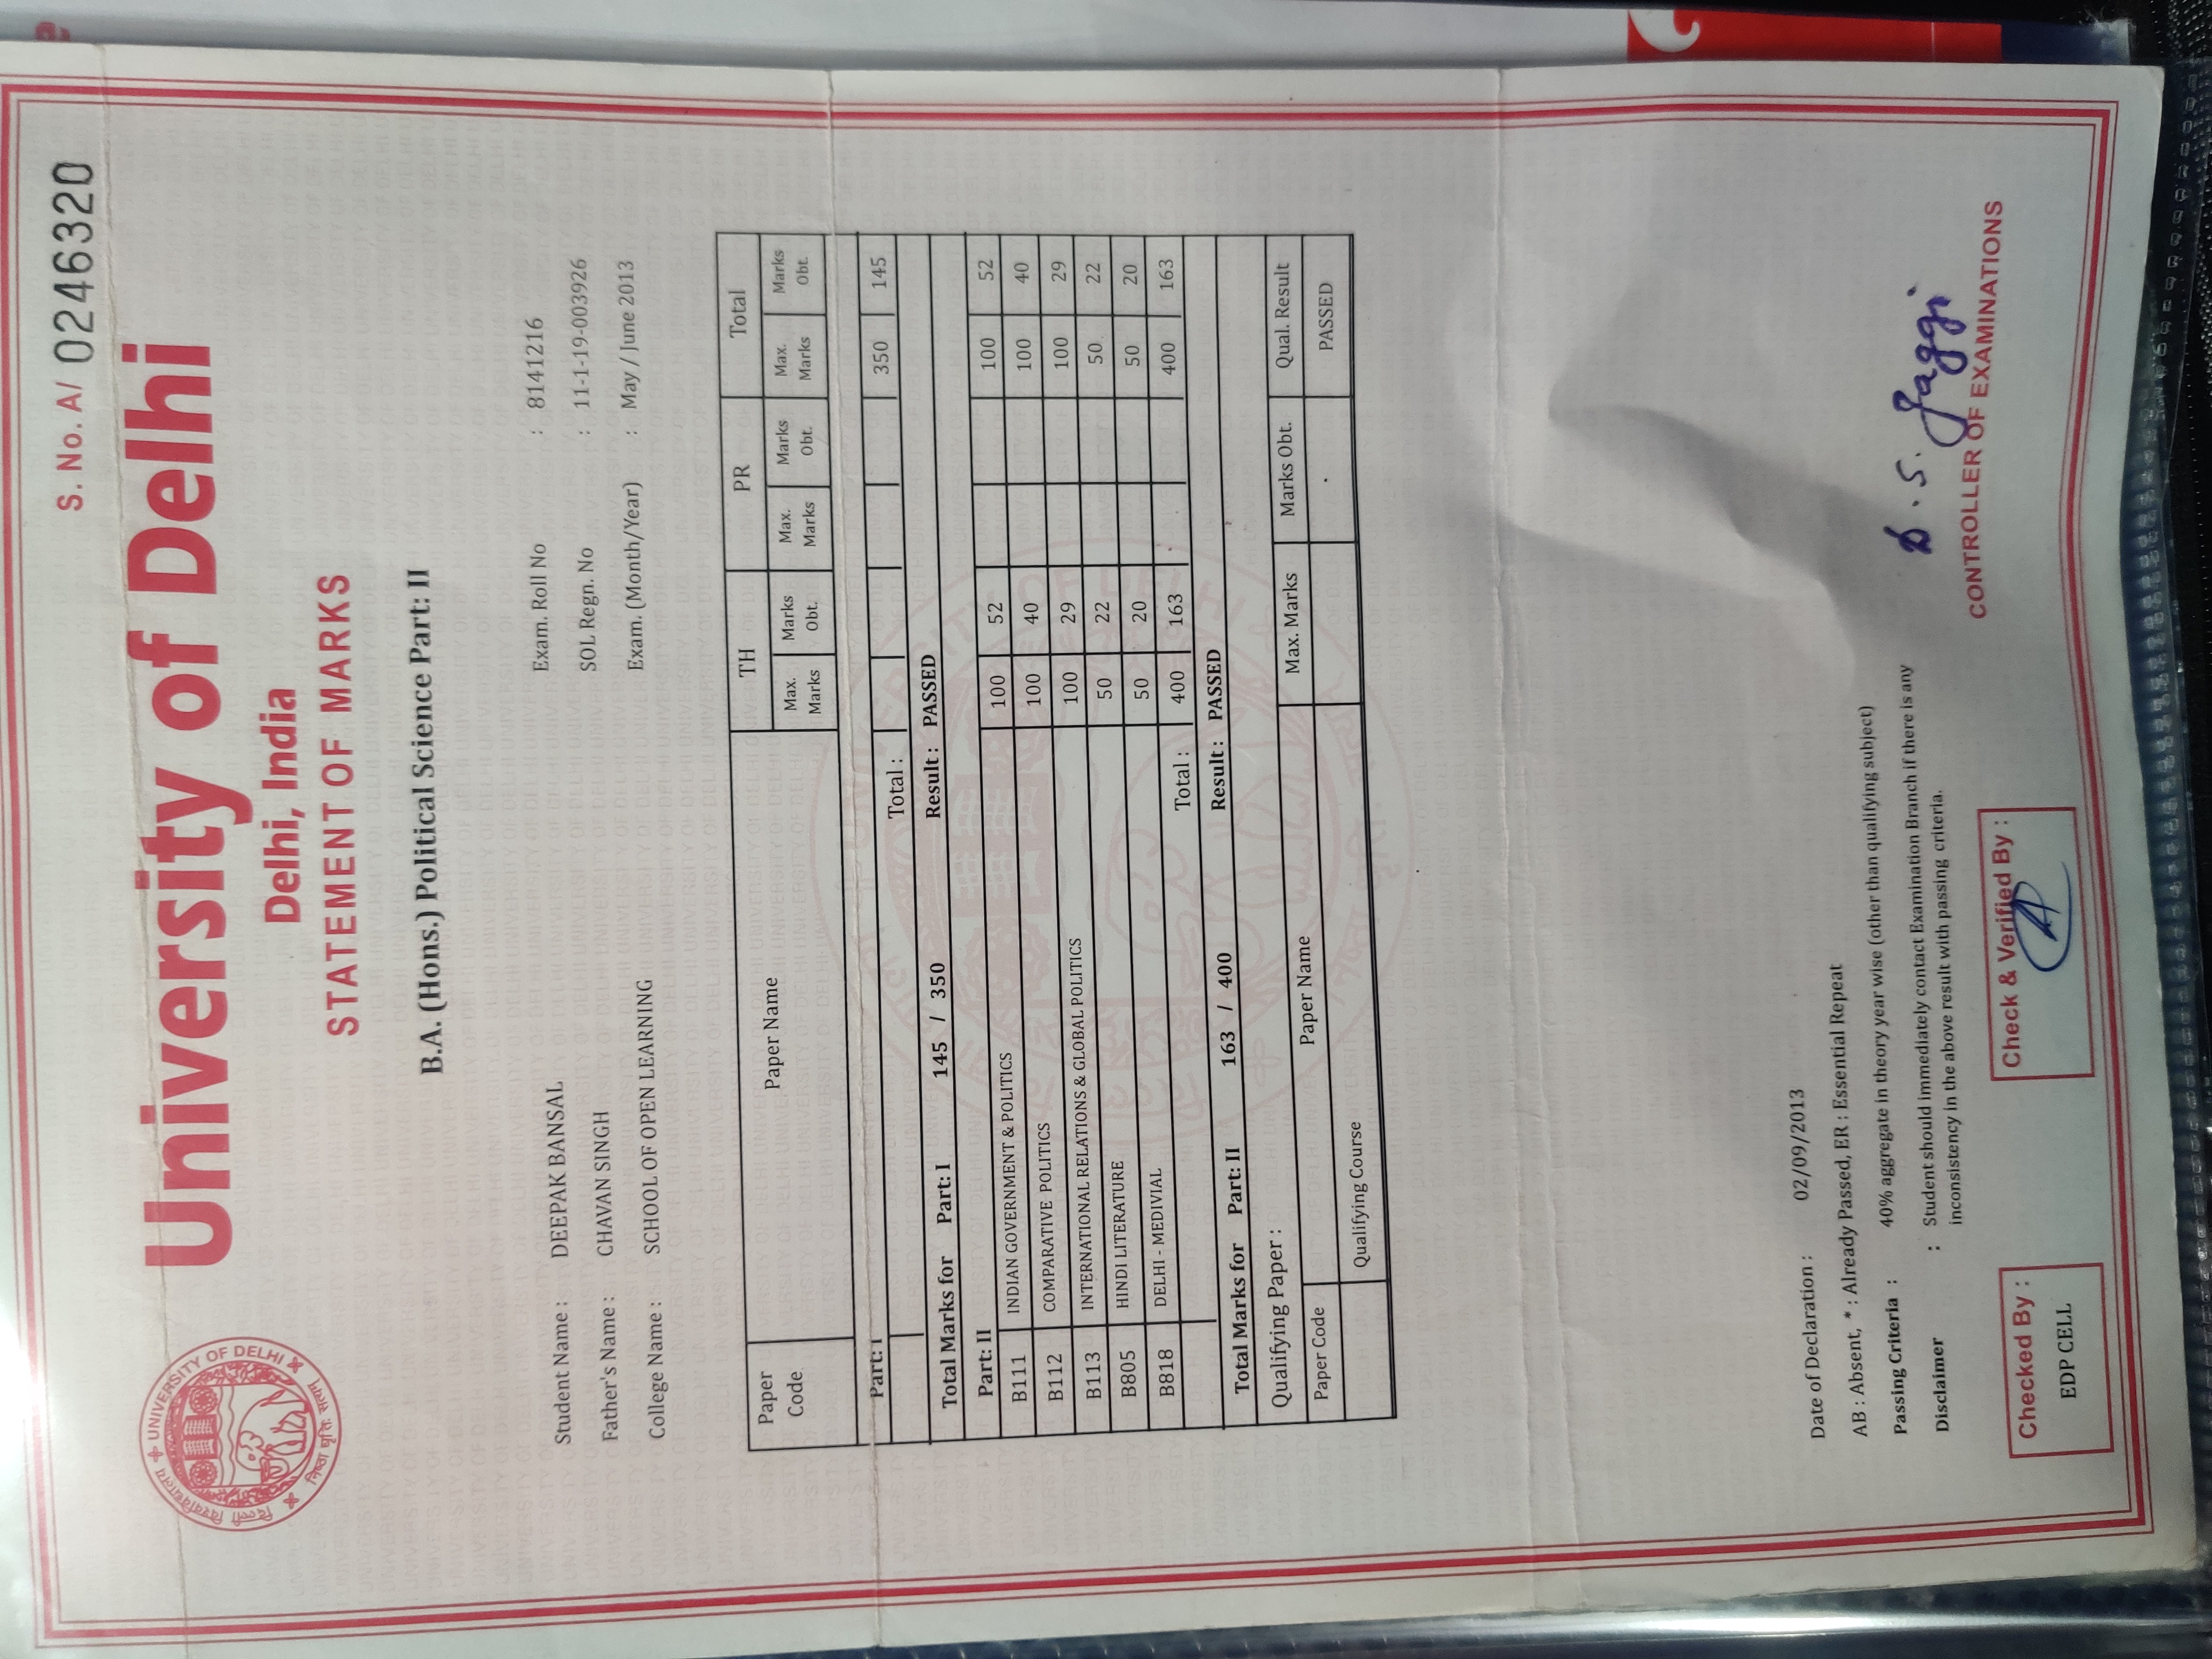 S. No. A/ 02446320
विश्वविद्यालय UNIVERSITY OF DELHI
निष्ठा धृतिः सत्यम्
University of Delhi
Delhi, India
STATEMENT OF MARKS
B.A. (Hons.) Political Science Part: II
Student Name : DEEPAK BANSAL Exam. Roll No : 8141216
Father's Name : CHAVAN SINGH SOL Regn. No : 11-1-19-003926
College Name : SCHOOL OF OPEN LEARNING Exam. (Month/Year) : May / June 2013
Paper Code Paper Name TH PR Total
Max. Marks Marks Obt. Max. Marks Marks Obt. Max. Marks Marks Obt.
Part: I
Total : 350 145
Total Marks for Part: I 145 / 350 Result : PASSED
Part: II
B111 INDIAN GOVERNMENT & POLITICS 100 52 100 52
B112 COMPARATIVE POLITICS 100 40 100 40
B113 INTERNATIONAL RELATIONS & GLOBAL POLITICS 100 29 100 29
B805 HINDI LITERATURE 50 22 50 22
B818 DELHI - MEDIVIAL 50 20 50 20
Total : 400 163 400 163
Total Marks for Part: II 163 / 400 Result : PASSED
Qualifying Paper :
Paper Code Paper Name Max. Marks Marks Obt. Qual. Result
Qualifying Course PASSED
Date of Declaration : 02/09/2013
AB : Absent, * : Already Passed, ER : Essential Repeat
Passing Criteria : 40% aggregate in theory year wise (other than qualifying subject)
Disclaimer : Student should immediately contact Examination Branch if there is any
inconsistency in the above result with passing criteria.
D. S. Jaggi
CONTROLLER OF EXAMINATIONS
Checked By :
EDP CELL
Check & Verified By :